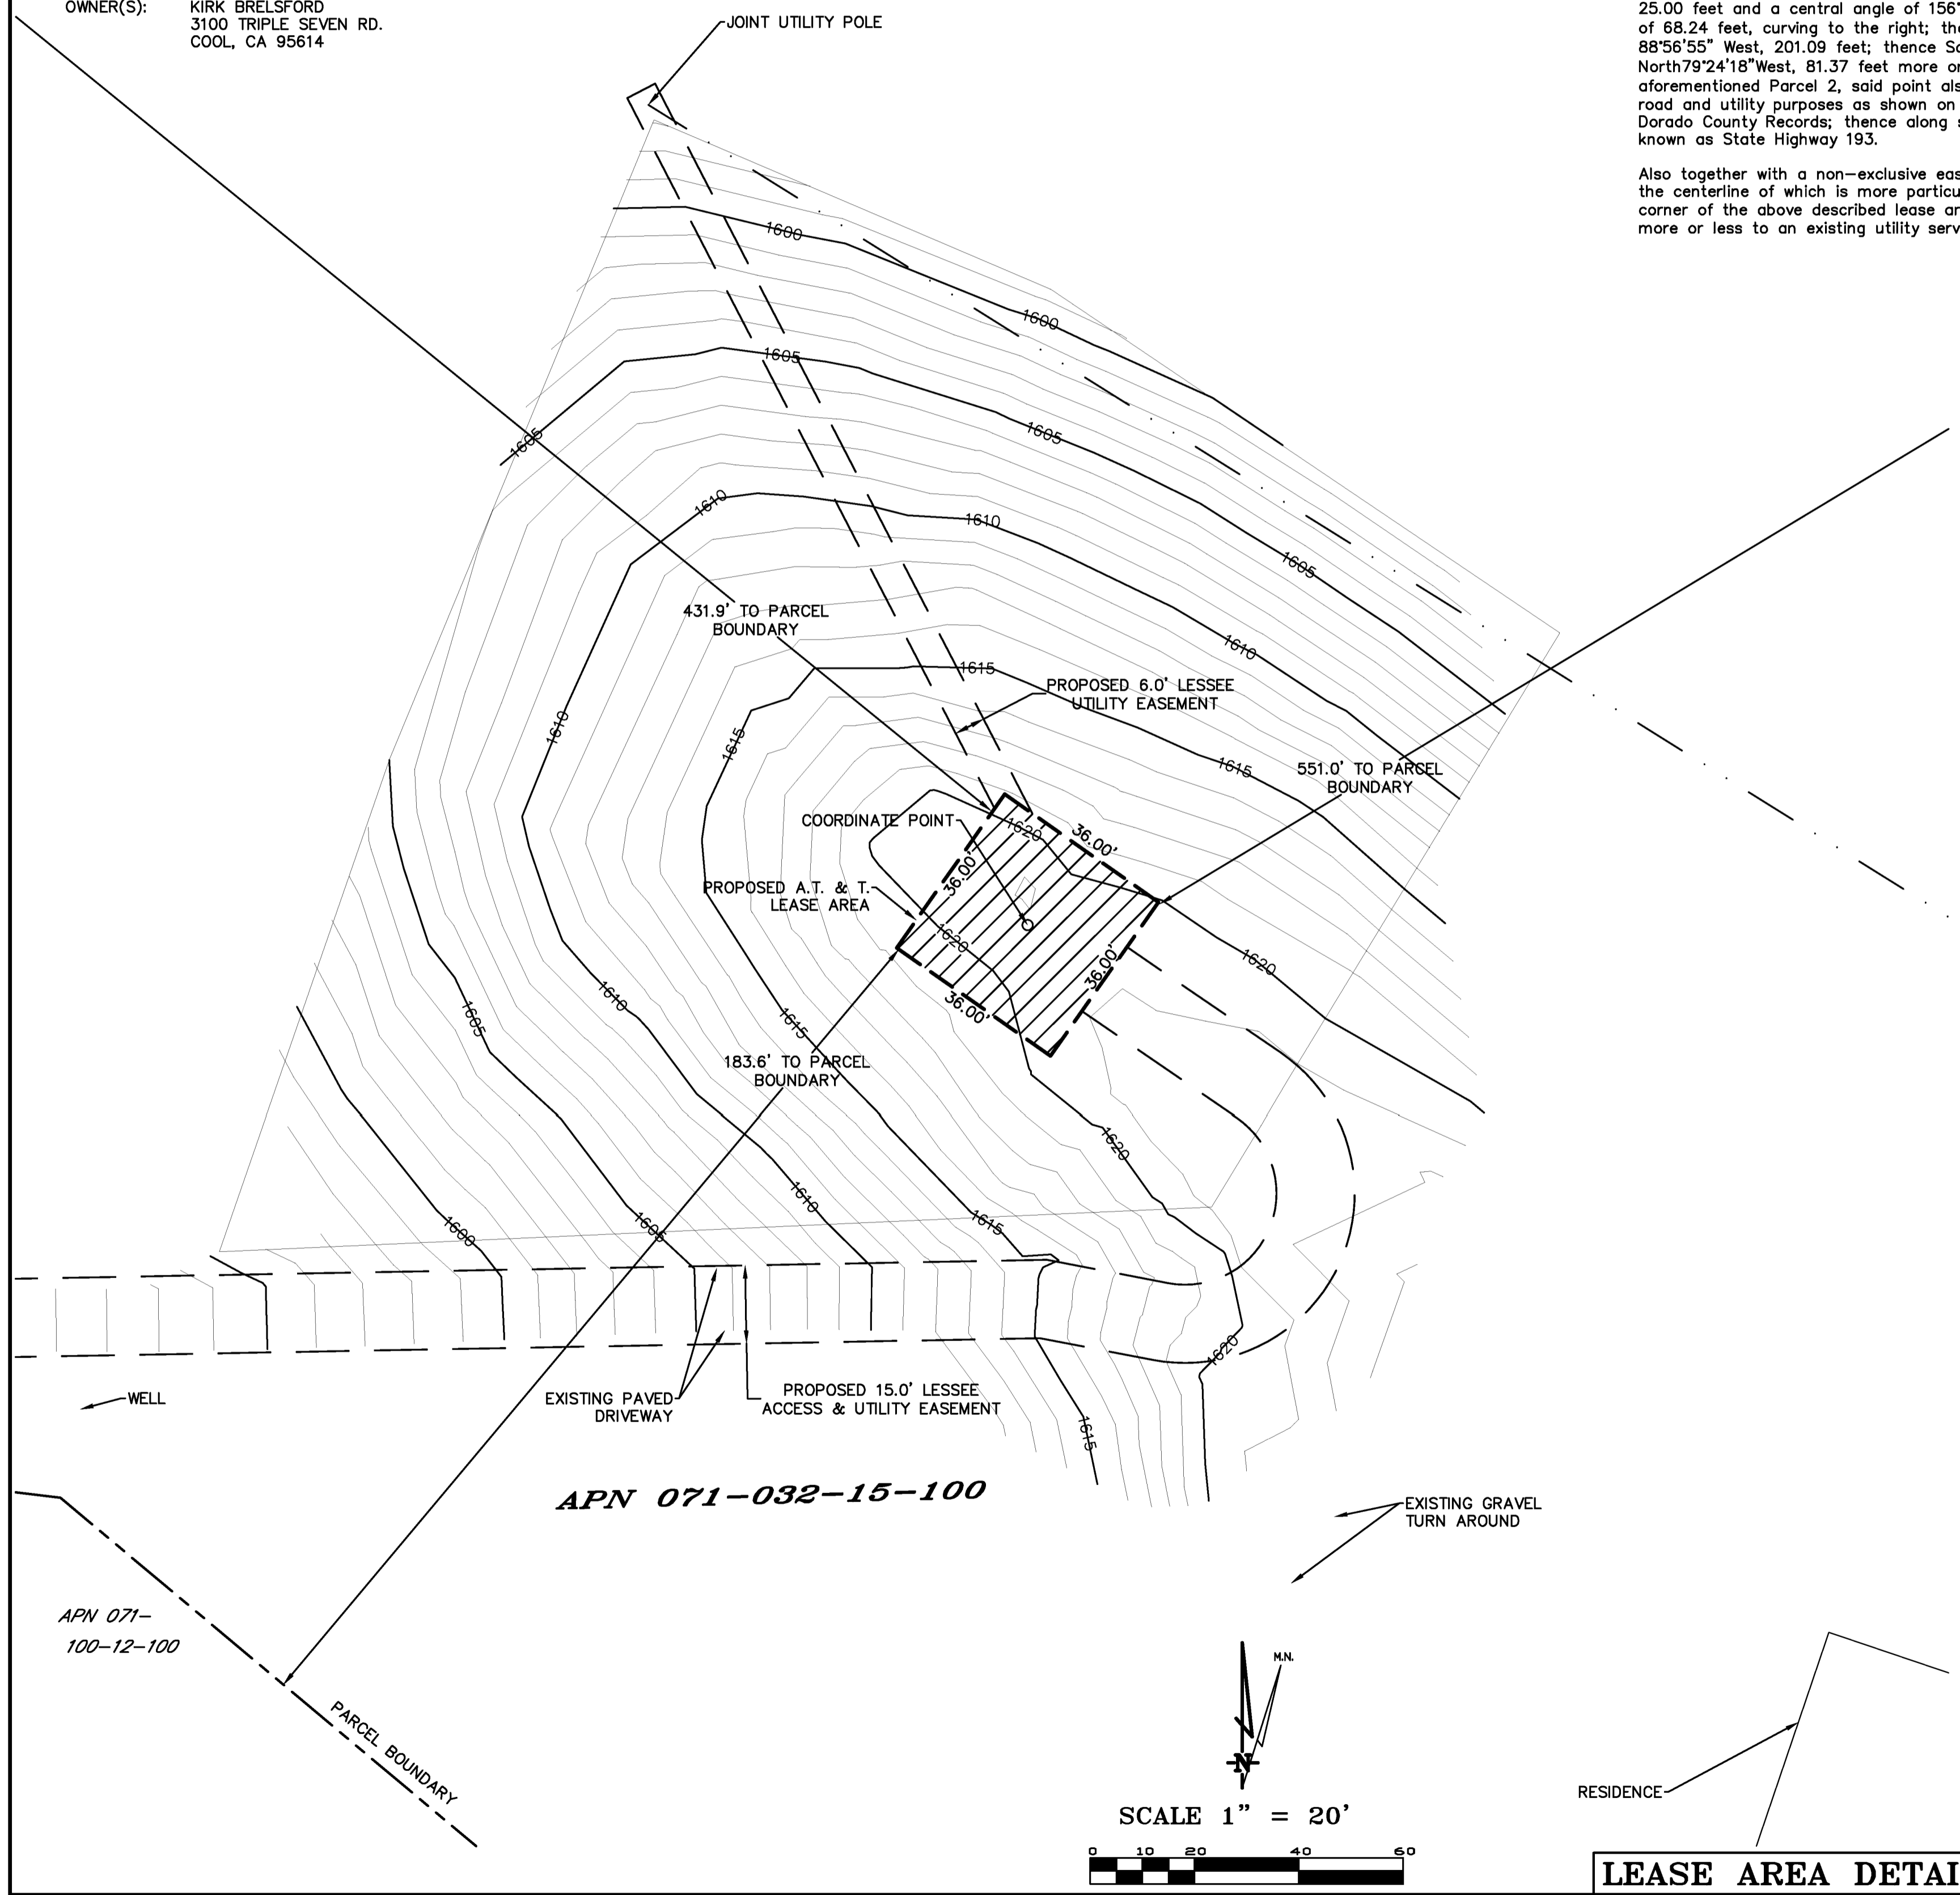 OWNER(S): KIRK BRELSFORD
3100 TRIPLE SEVEN RD.
COOL, CA 95614
JOINT UTILITY POLE
25.00 feet and a central angle of 156°
of 68.24 feet, curving to the right; the
88°56'55" West, 201.09 feet; thence So
North79°24'18"West, 81.37 feet more or
aforementioned Parcel 2, said point als
road and utility purposes as shown on
Dorado County Records; thence along s
known as State Highway 193.
Also together with a non-exclusive eas
the centerline of which is more particu
corner of the above described lease ar
more or less to an existing utility serv
1600
1600
1605
1605
1605
1610
1610
1605
431.9' TO PARCEL
BOUNDARY
1610
1615
PROPOSED 6.0' LESSEE
UTILITY EASEMENT
1610
1615
1615
551.0' TO PARCEL
BOUNDARY
COORDINATE POINT
1620
36.00'
36.00'
PROPOSED A.T. & T.
LEASE AREA
1620
36.00'
36.00'
1620
1605
1610
1615
183.6' TO PARCEL
BOUNDARY
1620
1600
1605
1610
1615
1620
WELL
EXISTING PAVED
DRIVEWAY
PROPOSED 15.0' LESSEE
ACCESS & UTILITY EASEMENT
1615
APN 071-032-15-100
EXISTING GRAVEL
TURN AROUND
APN 071-
100-12-100
PARCEL BOUNDARY
M.N.
N
RESIDENCE
SCALE 1" = 20'
0 10 20 40 60
LEASE AREA DETAI